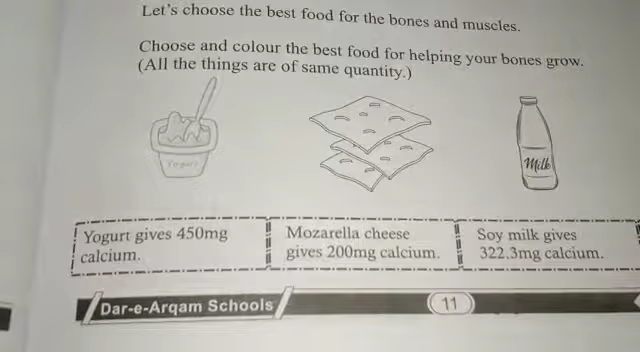 Let's choose the best food for the bones and muscles.
Choose and colour the best food for helping your bones grow.
(All the things are of same quantity.)
Yogurt
Milk
Yogurt gives 450mg
calcium.
Mozarella cheese
gives 200mg calcium.
Soy milk gives
322.3mg calcium.
Dar-e-Arqam Schools
11